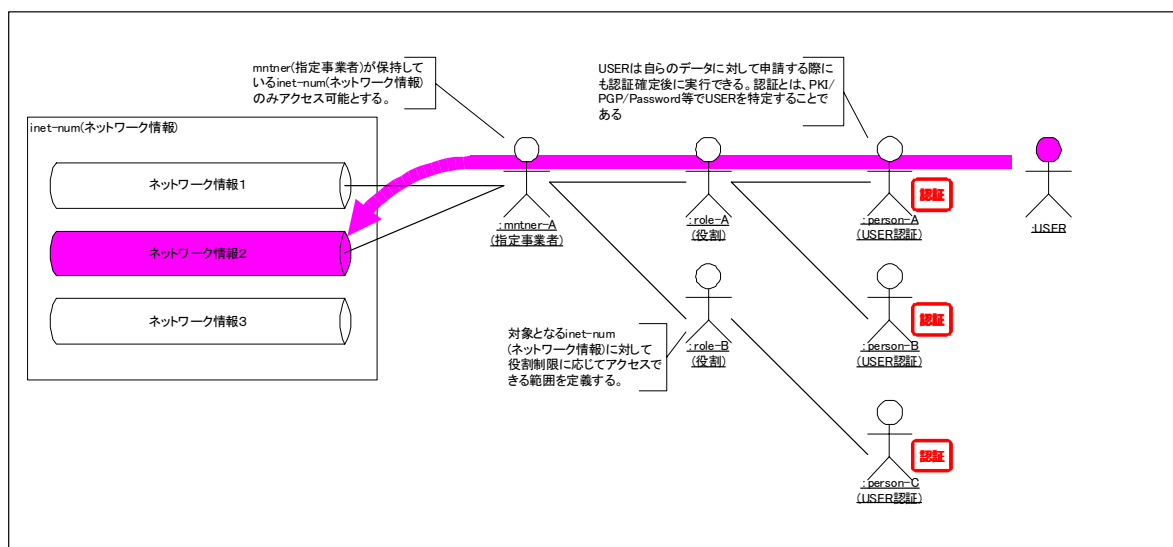 mntner(指定事業者)が保持して
いるinet-num(ネットワーク情報)
のみアクセス可能とする。
USERは自らのデータに対して申請する際に
も認証確定後に実行できる。認証とは、PKI/
PGP/Password等でUSERを特定することで
ある
inet-num(ネットワーク情報)
ネットワーク情報1
ネットワーク情報2
ネットワーク情報3
:mntner-A
(指定事業者)
:role-A
(役割)
認証
:person-A
(USER認証)
:USER
対象となるinet-num
(ネットワーク情報)に対して
役割制限に応じてアクセスで
きる範囲を定義する。
:role-B
(役割)
認証
:person-B
(USER認証)
認証
:person-C
(USER認証)